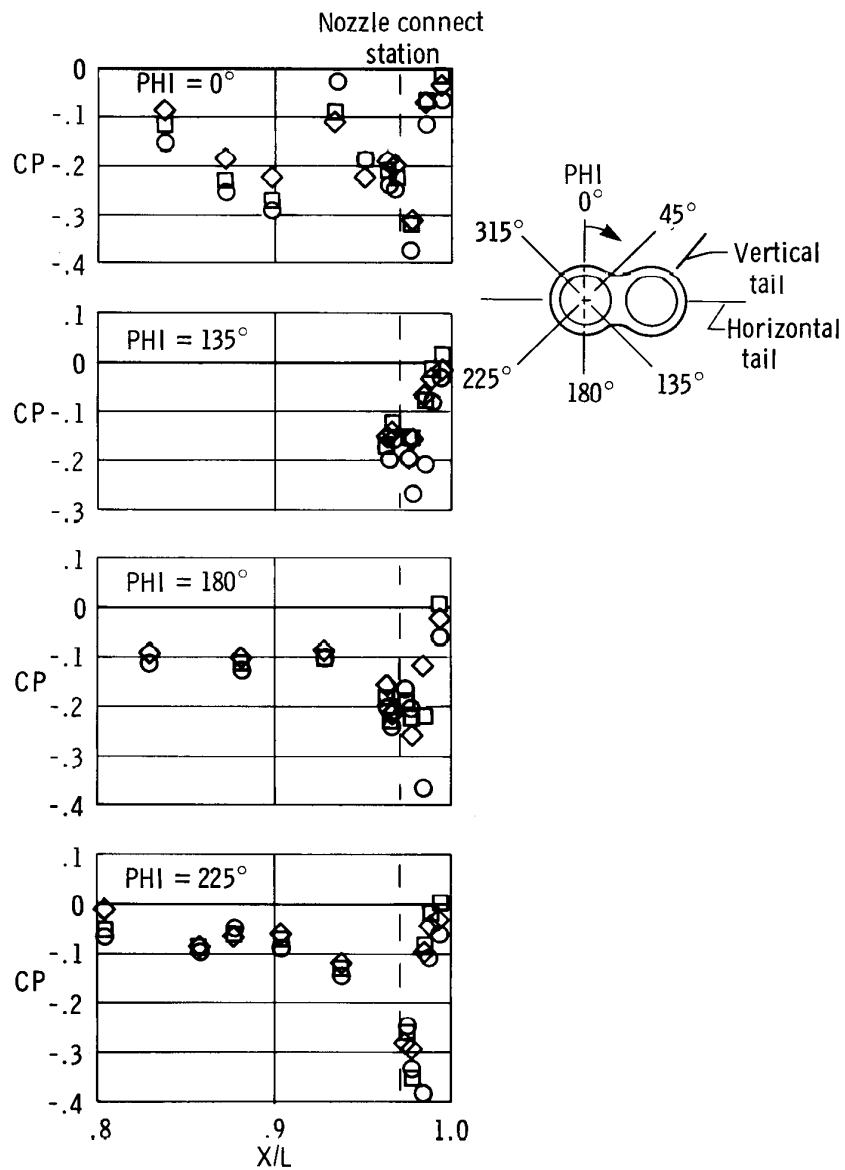 Nozzle connect
station
0
PHI = 0°
-.1
CP -.2
-.3
-.4
.1
PHI = 135°
0
CP -.1
-.2
-.3
.1
PHI = 180°
0
-.1
CP
-.2
-.3
-.4
.1
PHI = 225°
0
-.1
CP
-.2
-.3
-.4
.8
.9
1.0
X/L
PHI
0°
45°
315°
Vertical
tail
Horizontal
tail
225°
180°
135°